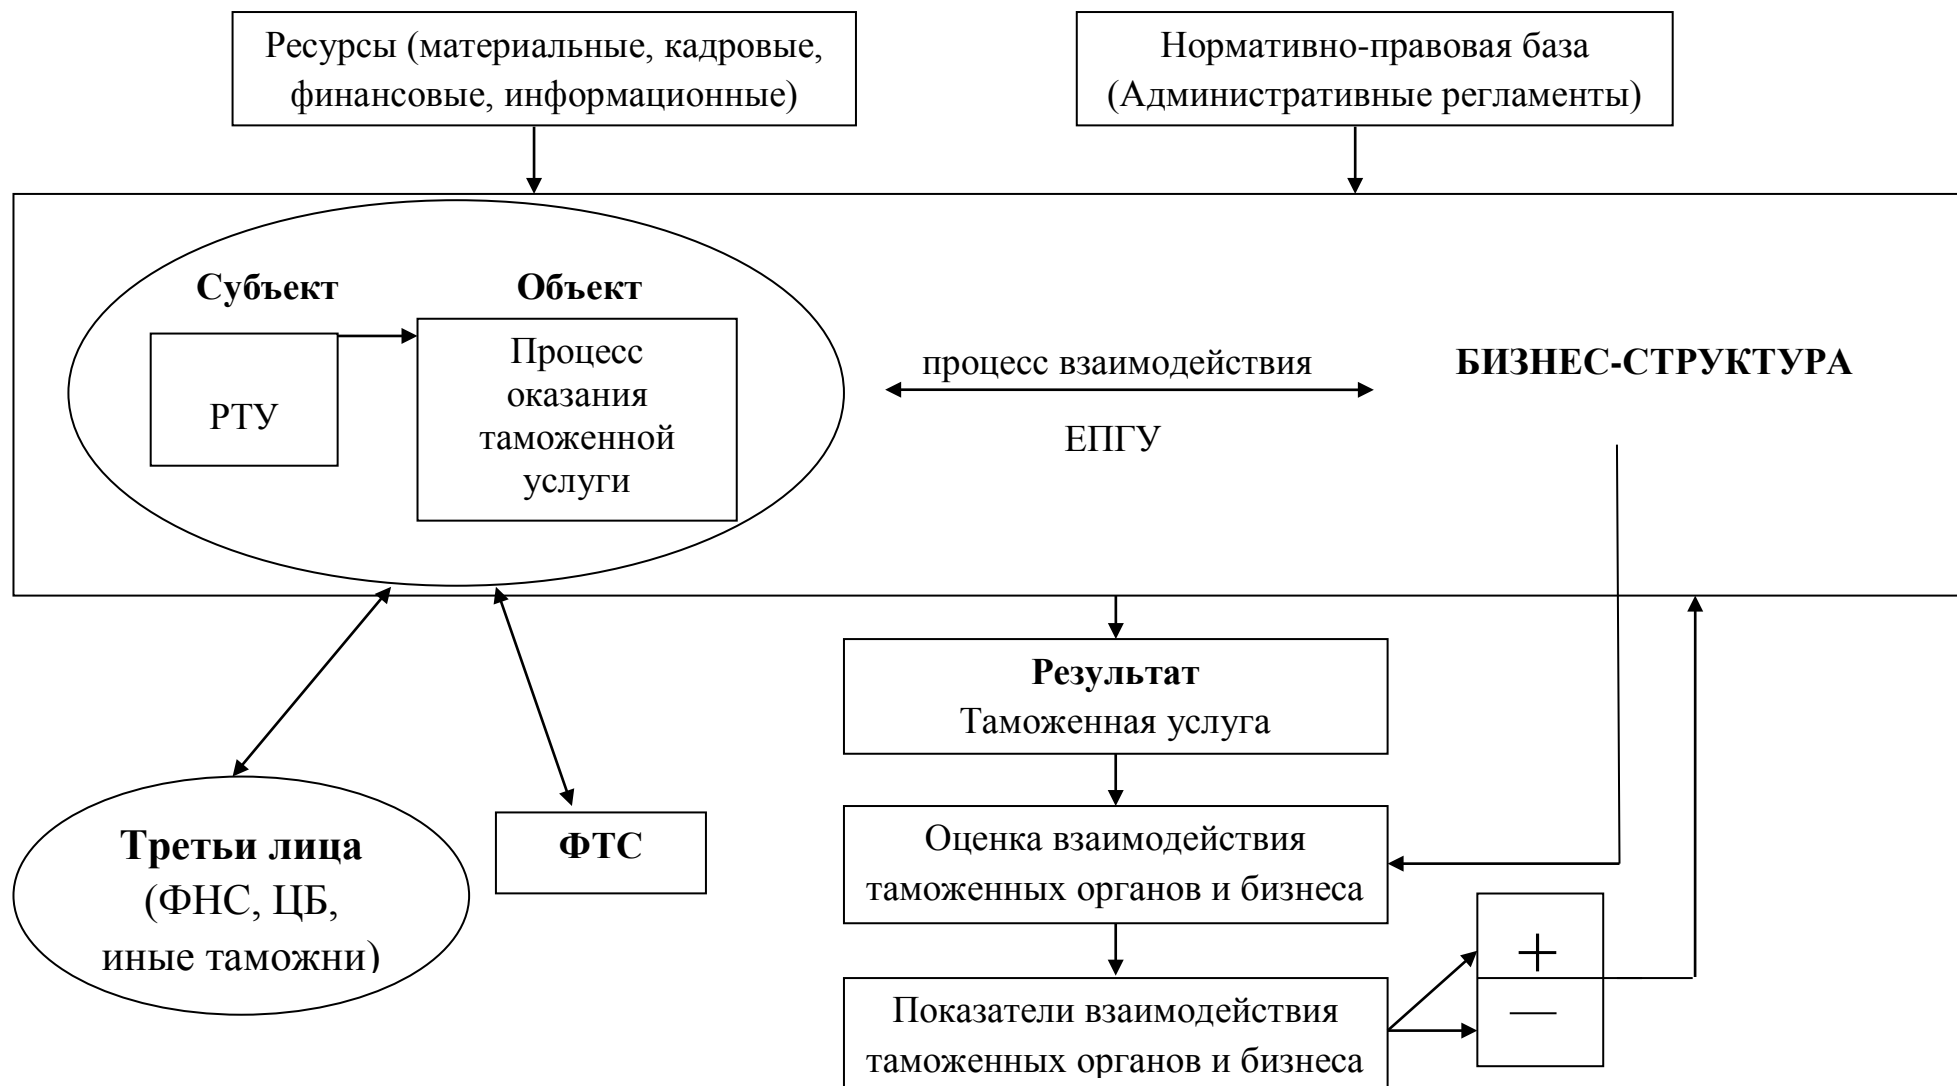 Ресурсы (материальные, кадровые,
финансовые, информационные)
Нормативно-правовая база
(Административные регламенты)
Субъект
Объект
РТУ
Процесс
оказания
таможенной
услуги
процесс взаимодействия
ЕПГУ
БИЗНЕС-СТРУКТУРА
Результат
Таможенная услуга
Третьи лица
(ФНС, ЦБ,
иные таможни)
ФТС
Оценка взаимодействия
таможенных органов и бизнеса
Показатели взаимодействия
таможенных органов и бизнеса
+
—